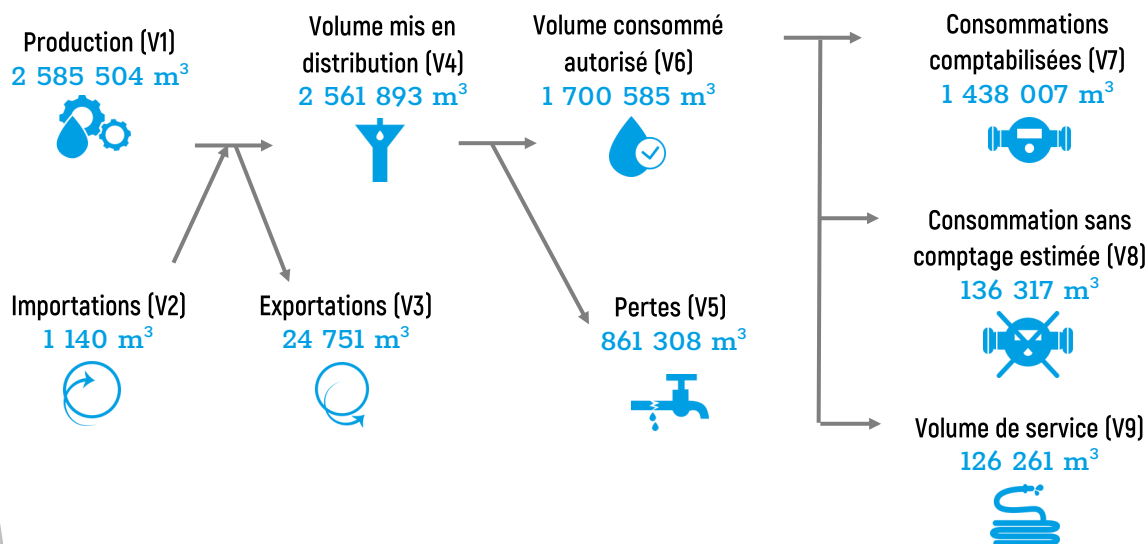 Production (V1)
2 585 504 m³
Volume mis en
distribution (V4)
2 561 893 m³
Volume consommé
autorisé (V6)
1 700 585 m³
Consommations
comptabilisées (V7)
1 438 007 m³
Consommation sans
comptage estimée (V8)
136 317 m³
Importations (V2)
1 140 m³
Exportations (V3)
24 751 m³
Pertes (V5)
861 308 m³
Volume de service (V9)
126 261 m³